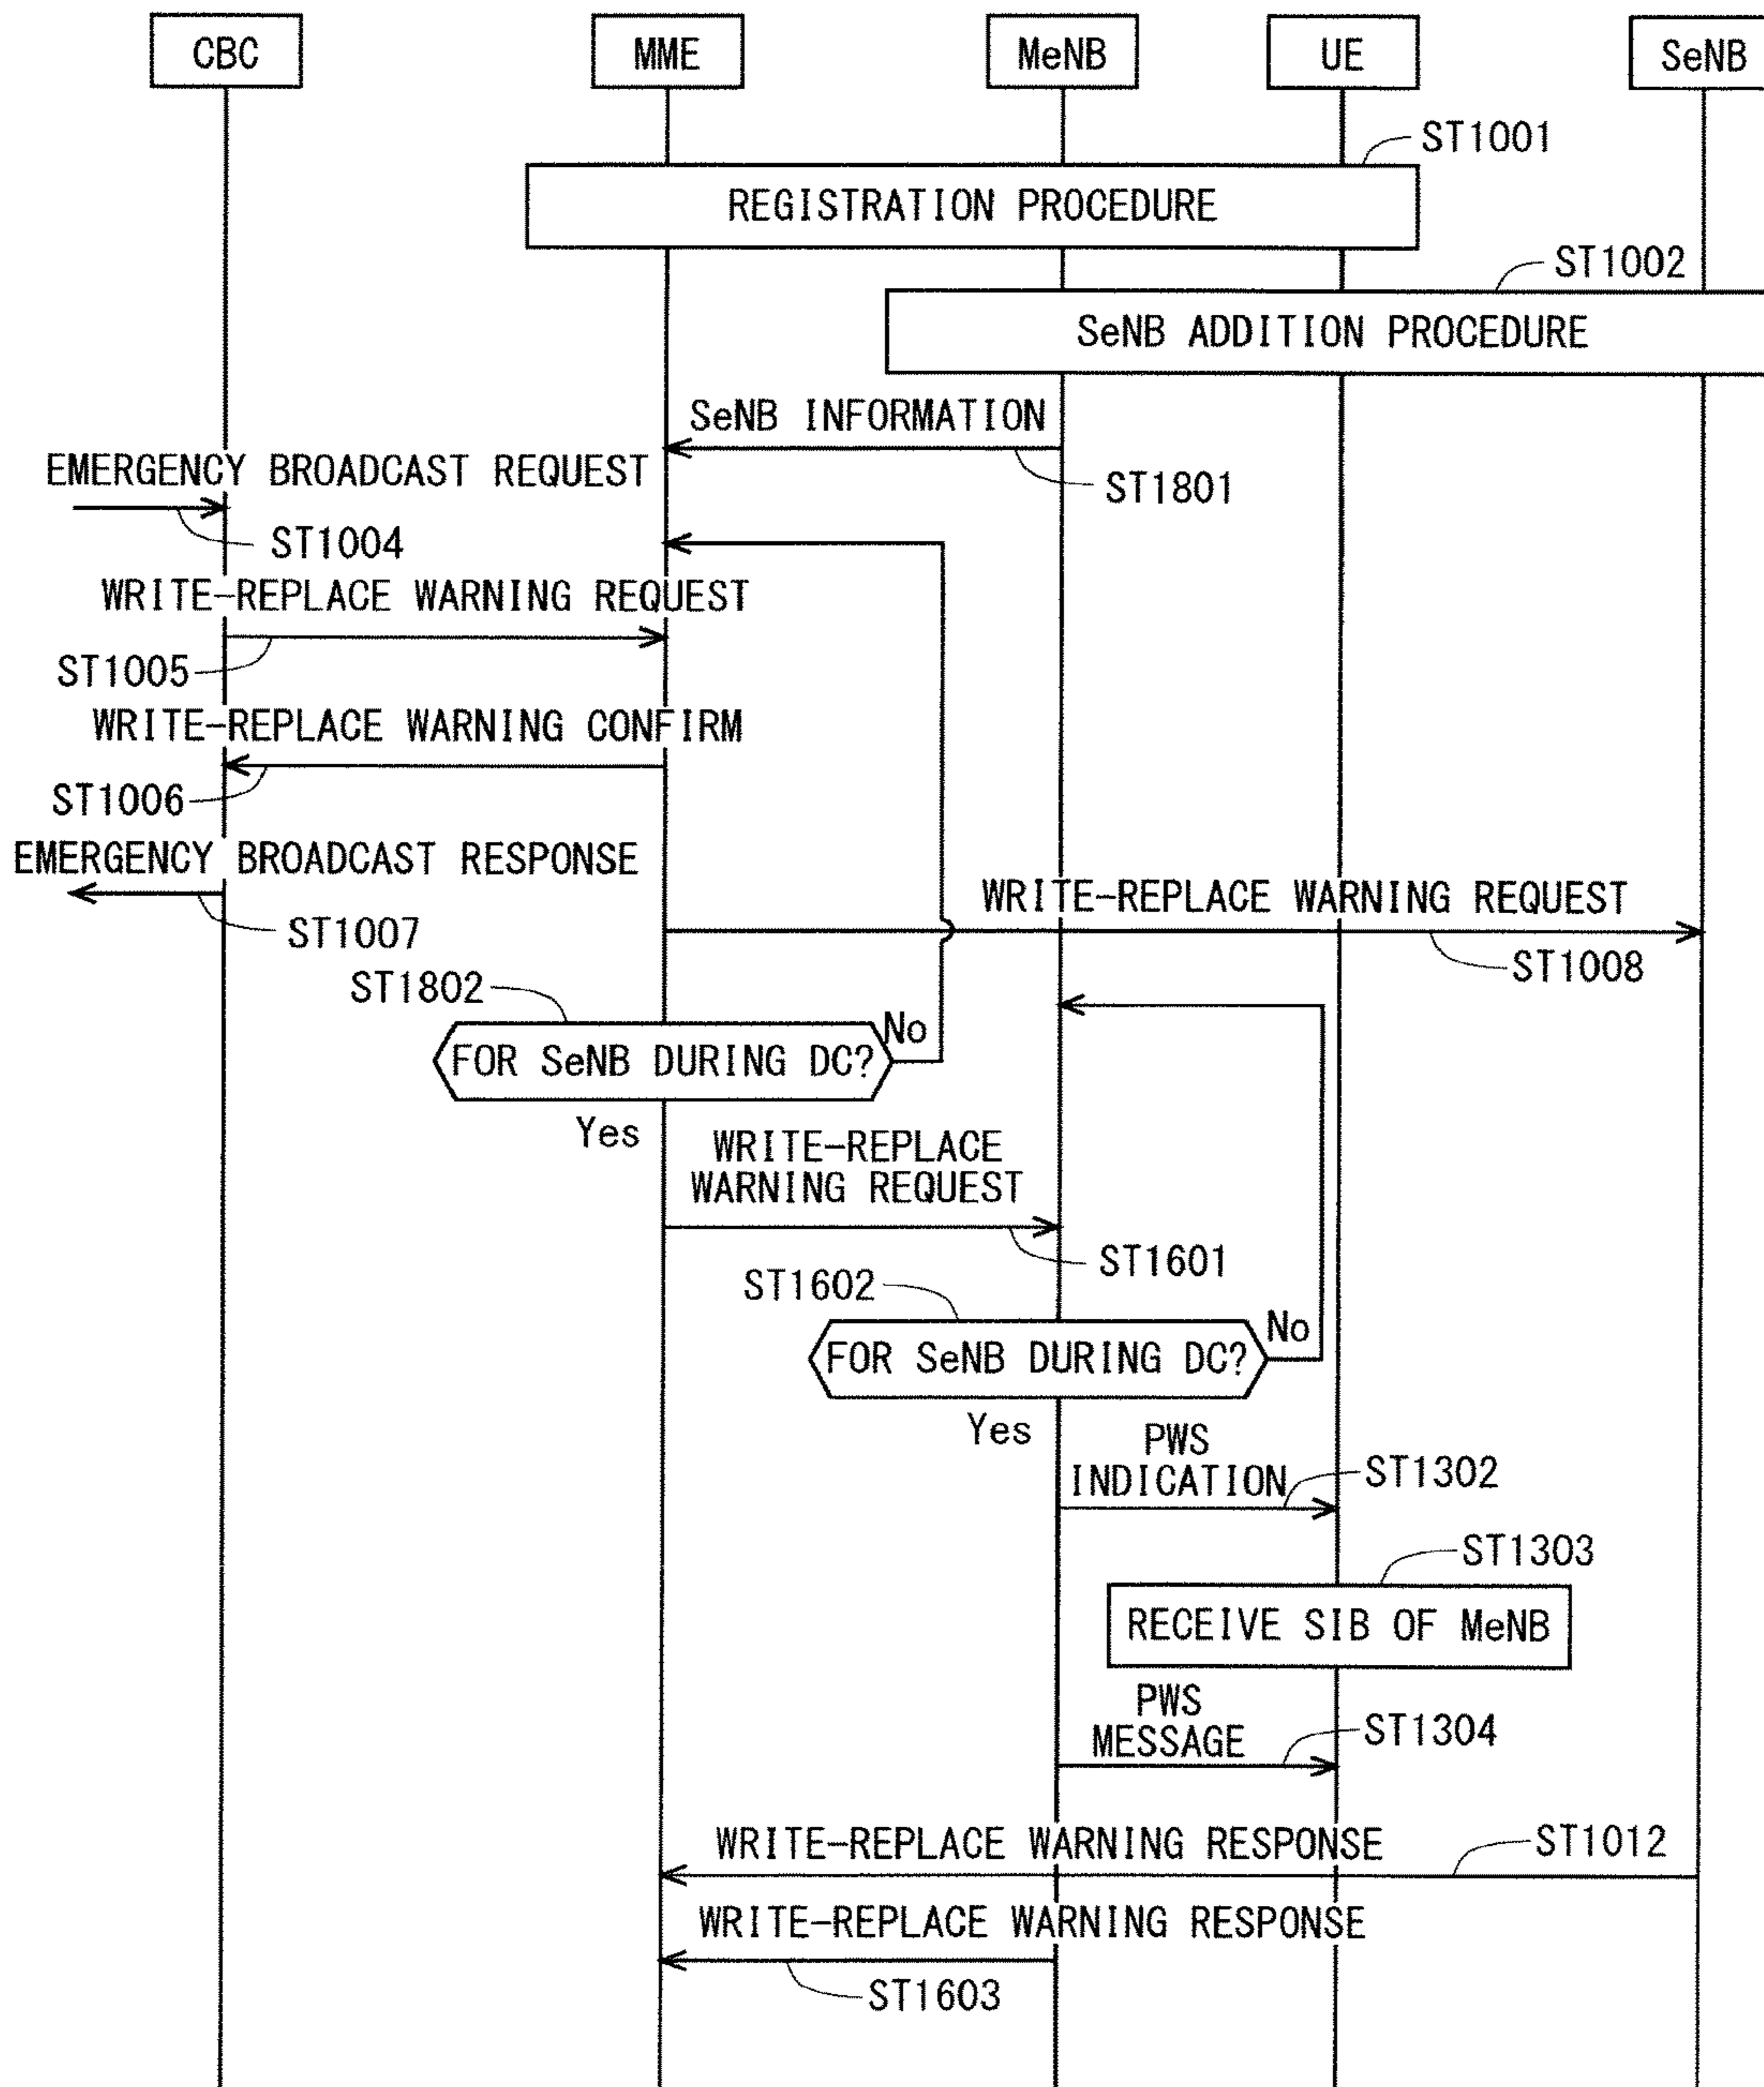 CBC
MME
MeNB
UE
SeNB
ST1001
REGISTRATION PROCEDURE
ST1002
SeNB ADDITION PROCEDURE
SeNB INFORMATION
ST1801
EMERGENCY BROADCAST REQUEST
ST1004
WRITE-REPLACE WARNING REQUEST
ST1005
WRITE-REPLACE WARNING CONFIRM
ST1006
EMERGENCY BROADCAST RESPONSE
ST1007
WRITE-REPLACE WARNING REQUEST
ST1008
ST1802
FOR SeNB DURING DC?
No
Yes
WRITE-REPLACE
WARNING REQUEST
ST1601
ST1602
FOR SeNB DURING DC?
No
Yes
PWS
INDICATION
ST1302
ST1303
RECEIVE SIB OF MeNB
PWS
MESSAGE
ST1304
WRITE-REPLACE WARNING RESPONSE
ST1012
WRITE-REPLACE WARNING RESPONSE
ST1603